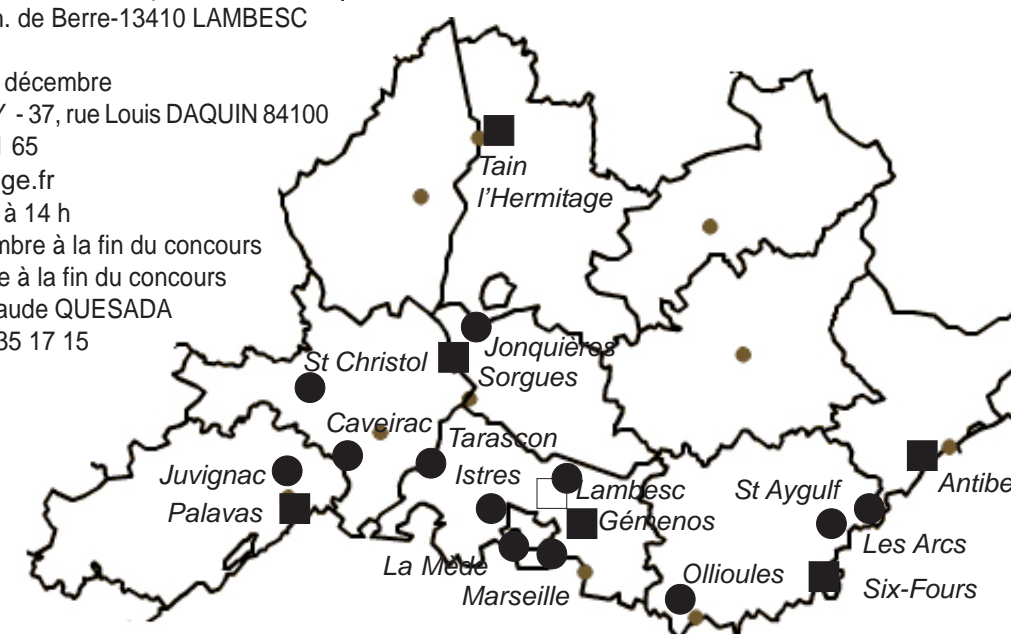 n. de Berre-13410 LAMBESC
décembre
- 37, rue Louis DAQUIN 84100
65
ge.fr
à 14 h
mbre à la fin du concours
e à la fin du concours
aude QUESADA
35 17 15
Tain
l'Hermitage
Jonquières
St Christol
Sorgues
Caveirac
Tarascon
Juvignac
Istres
Lambesc
St Aygulf
Antibe
Palavas
Gémenos
Les Arcs
La Mède
Marseille
Ollioules
Six-Fours